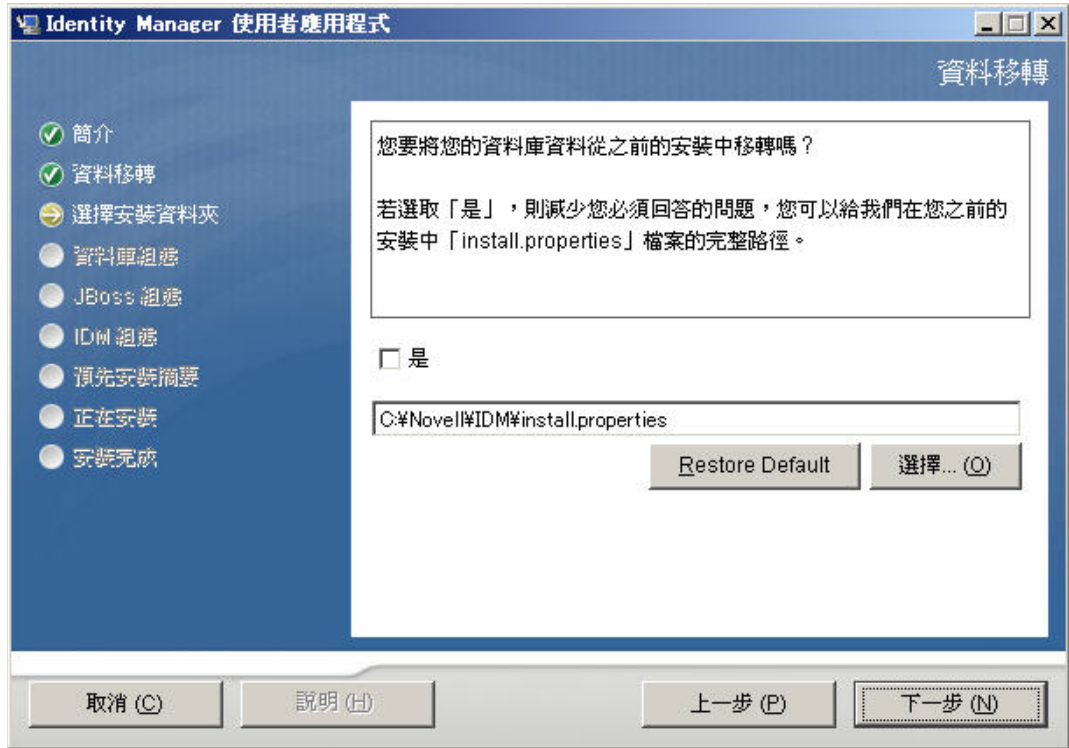 Identity Manager 使用者應用程式
資料移轉
簡介
資料移轉
選擇安裝資料夾
資料庫組態
JBoss 組態
IDM 組態
預先安裝摘要
正在安裝
安裝完成
您要將您的資料庫資料從之前的安裝中移轉嗎？
若選取「是」，則減少您必須回答的問題，您可以給我們在您之前的
安裝中「install.properties」檔案的完整路徑。
是
C:¥Novell¥IDM¥install.properties
Restore Default
選擇... (O)
取消 (C)
說明 (H)
上一步 (P)
下一步 (N)